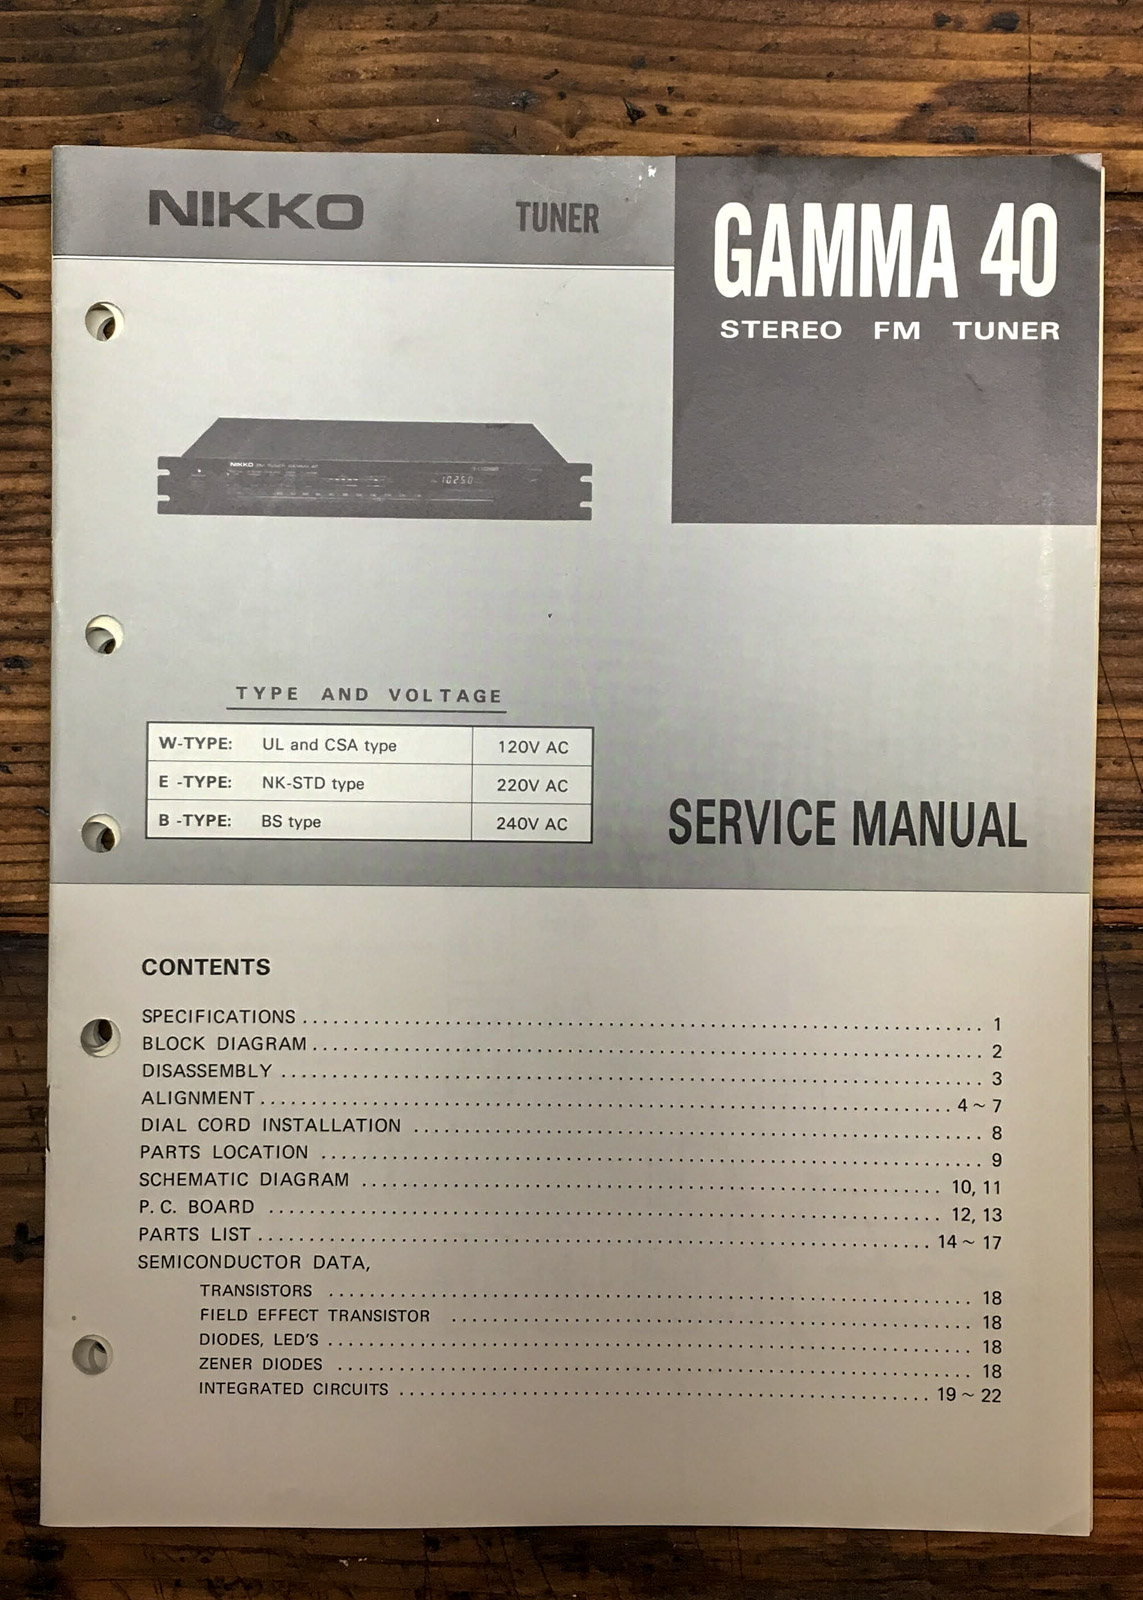 NIKKO TUNER
GAMMA 40
STEREO FM TUNER
NIKKO
TYPE AND VOLTAGE
W-TYPE: UL and CSA type 120V AC
E -TYPE: NK-STD type 220V AC
B -TYPE: BS type 240V AC
SERVICE MANUAL
CONTENTS
SPECIFICATIONS 1
BLOCK DIAGRAM 2
DISASSEMBLY 3
ALIGNMENT 4 ~ 7
DIAL CORD INSTALLATION 8
PARTS LOCATION 9
SCHEMATIC DIAGRAM 10, 11
P. C. BOARD 12, 13
PARTS LIST 14 ~ 17
SEMICONDUCTOR DATA,
TRANSISTORS 18
FIELD EFFECT TRANSISTOR 18
DIODES, LED'S 18
ZENER DIODES 18
INTEGRATED CIRCUITS 19 ~ 22